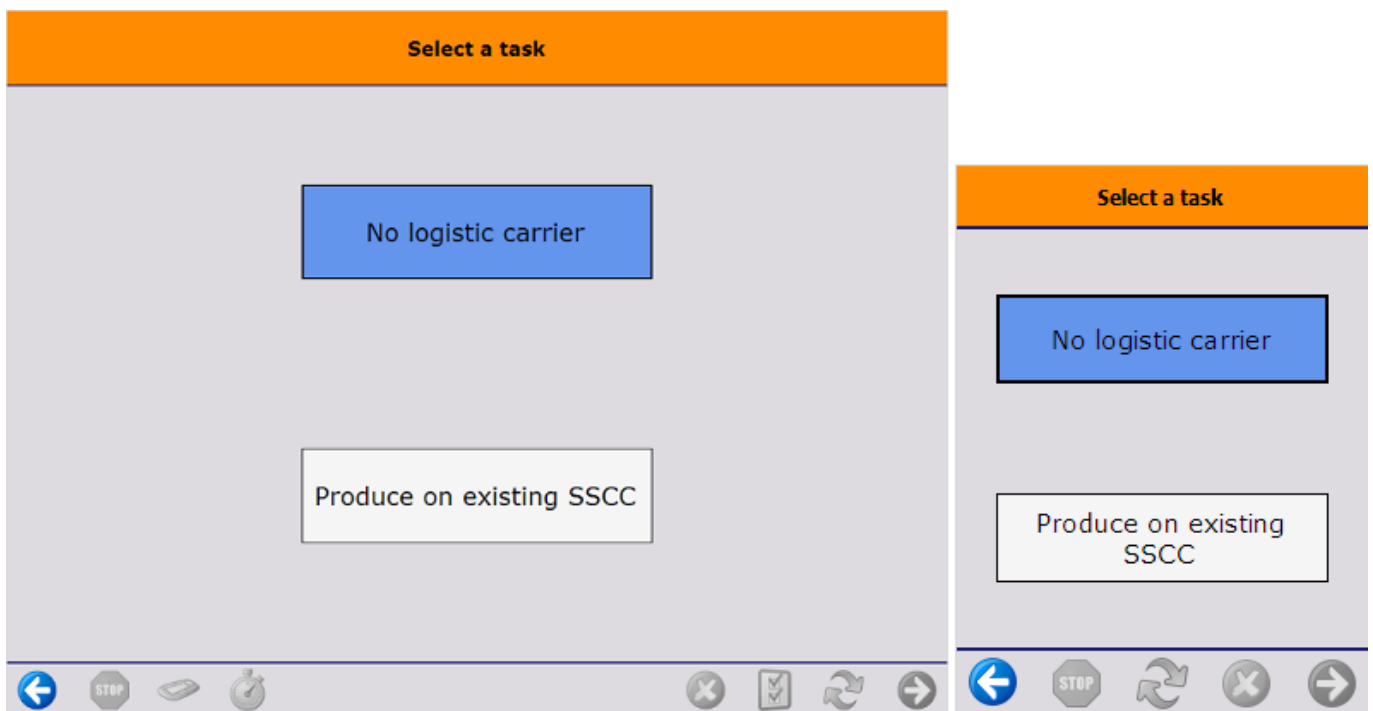 Select a task
No logistic carrier
Produce on existing SSCC
STOP
Select a task
No logistic carrier
Produce on existing
SSCC
STOP